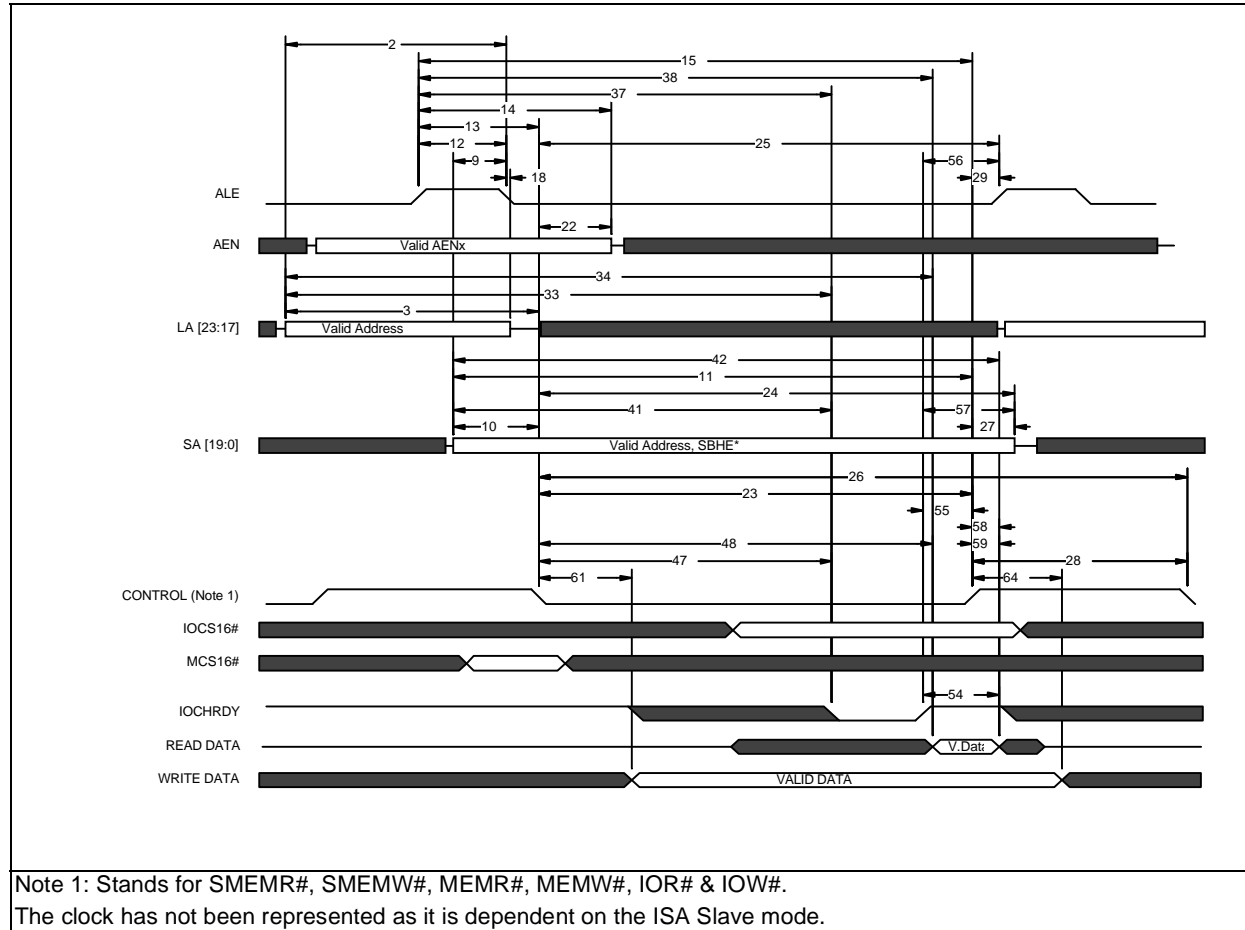 2
15
38
37
14
13
12
25
9
56
18
29
ALE
22
AEN
Valid AENx
34
33
3
LA [23:17]
Valid Address
42
11
24
41
57
10
27
SA [19:0]
Valid Address, SBHE*
26
23
55
58
48
59
47
28
61
64
CONTROL (Note 1)
IOCS16#
MCS16#
54
IOCHRDY
READ DATA
V.Data
WRITE DATA
VALID DATA
Note 1: Stands for SMEMR#, SMEMW#, MEMR#, MEMW#, IOR# & IOW#.
The clock has not been represented as it is dependent on the ISA Slave mode.